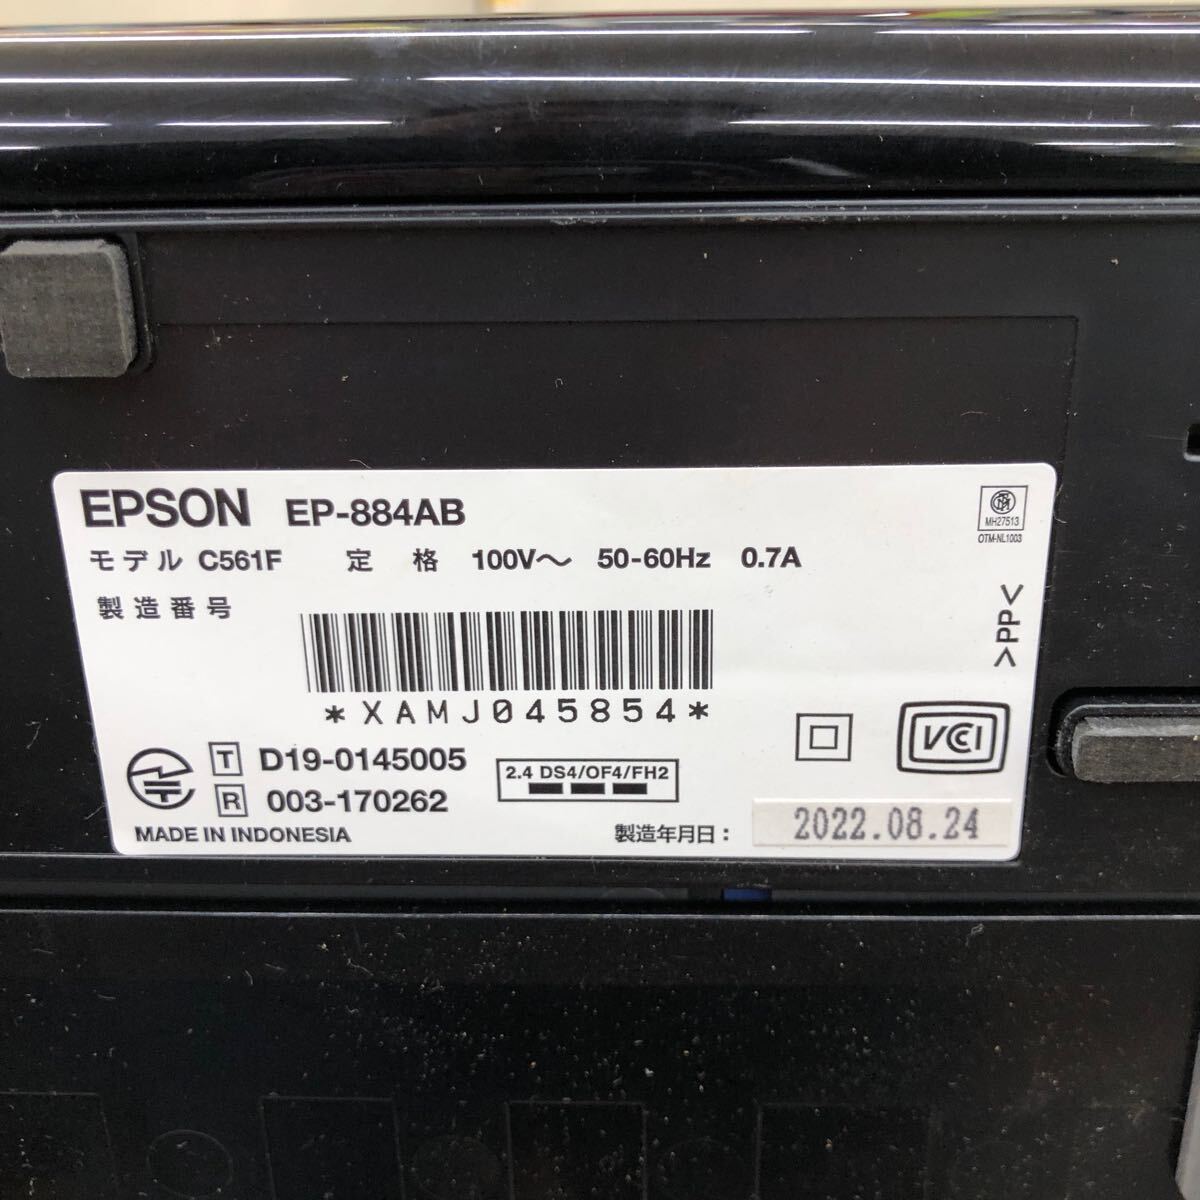 EPSON EP-884AB
MH27513
OTM-NL1003
モデル C561F 定 格 100V～ 50-60Hz 0.7A
製造番号
>PP<
*XAMJ045854*
VCCI
T D19-0145005
2.4 DS4/OF4/FH2
R 003-170262
MADE IN INDONESIA 製造年月日： 2022.08.24